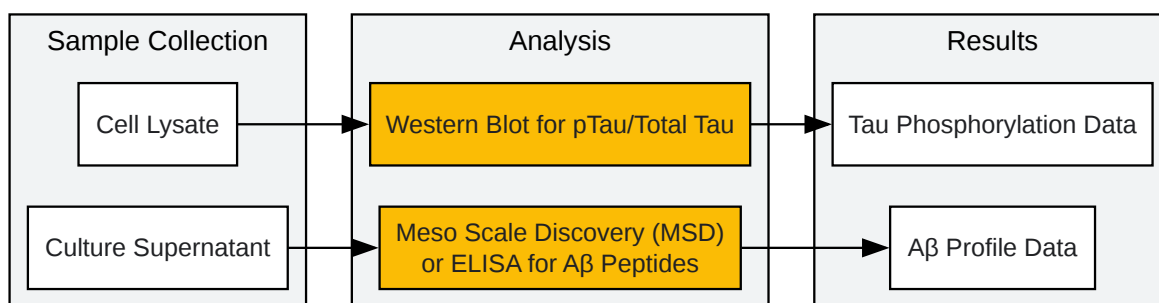 Sample Collection
Analysis
Results
Cell Lysate
Western Blot for pTau/Total Tau
Tau Phosphorylation Data
Culture Supernatant
Meso Scale Discovery (MSD)
or ELISA for Aβ Peptides
Aβ Profile Data